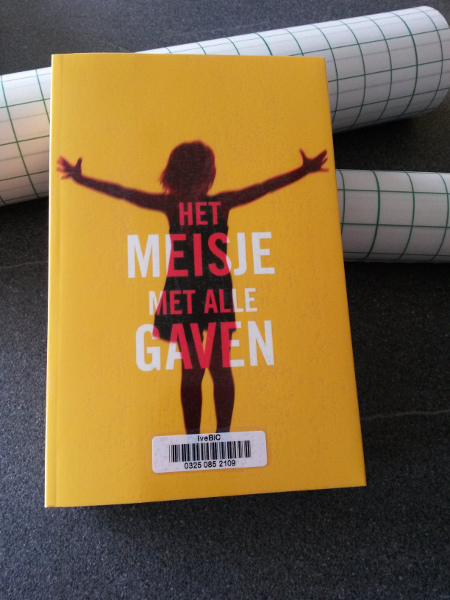 HET
MEISJE
MET ALLE
GAVEN
IveBIC
0325 085 2109